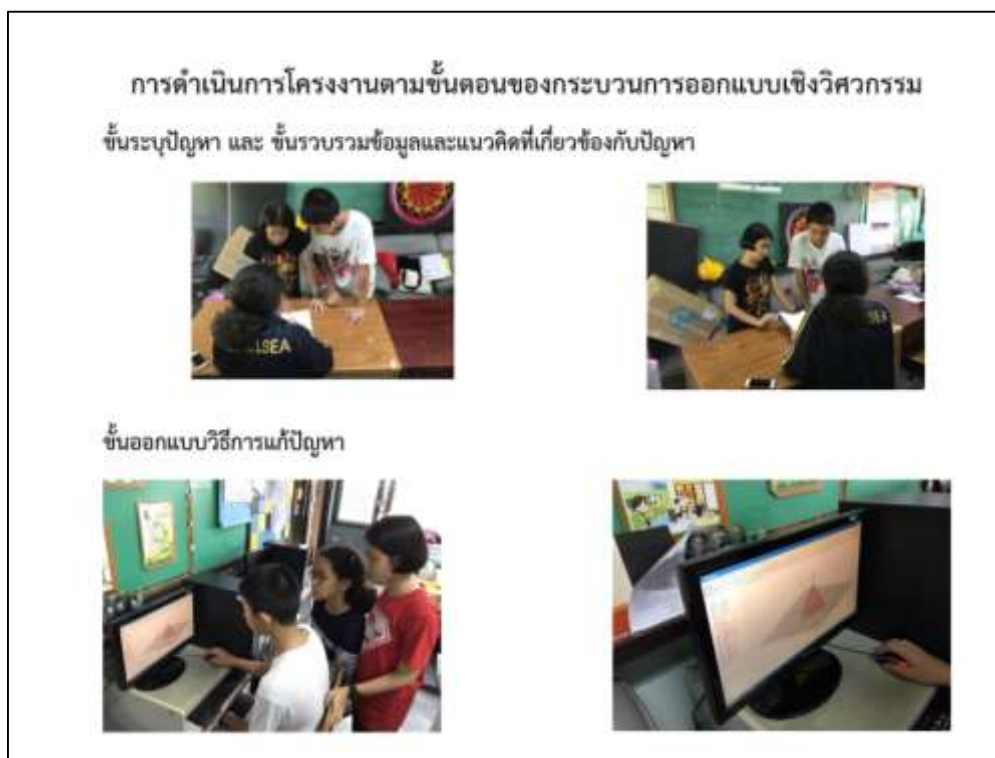 การดำเนินการโครงงานตามขั้นตอนของกระบวนการออกแบบเชิงวิศวกรรม
ขั้นระบุปัญหา และ ขั้นรวบรวมข้อมูลและแนวคิดที่เกี่ยวข้องกับปัญหา
SEA
SEA
ขั้นออกแบบวิธีการแก้ปัญหา